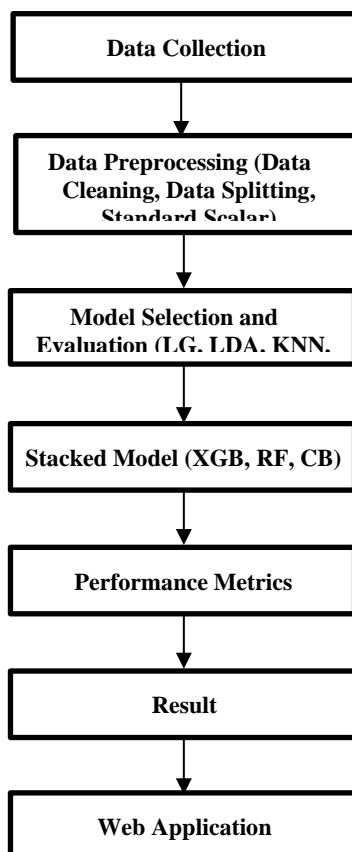 Data Collection
Data Preprocessing (Data
Cleaning, Data Splitting,
Standard Scalar)
Model Selection and
Evaluation (LG, LDA, KNN,
Stacked Model (XGB, RF, CB)
Performance Metrics
Result
Web Application